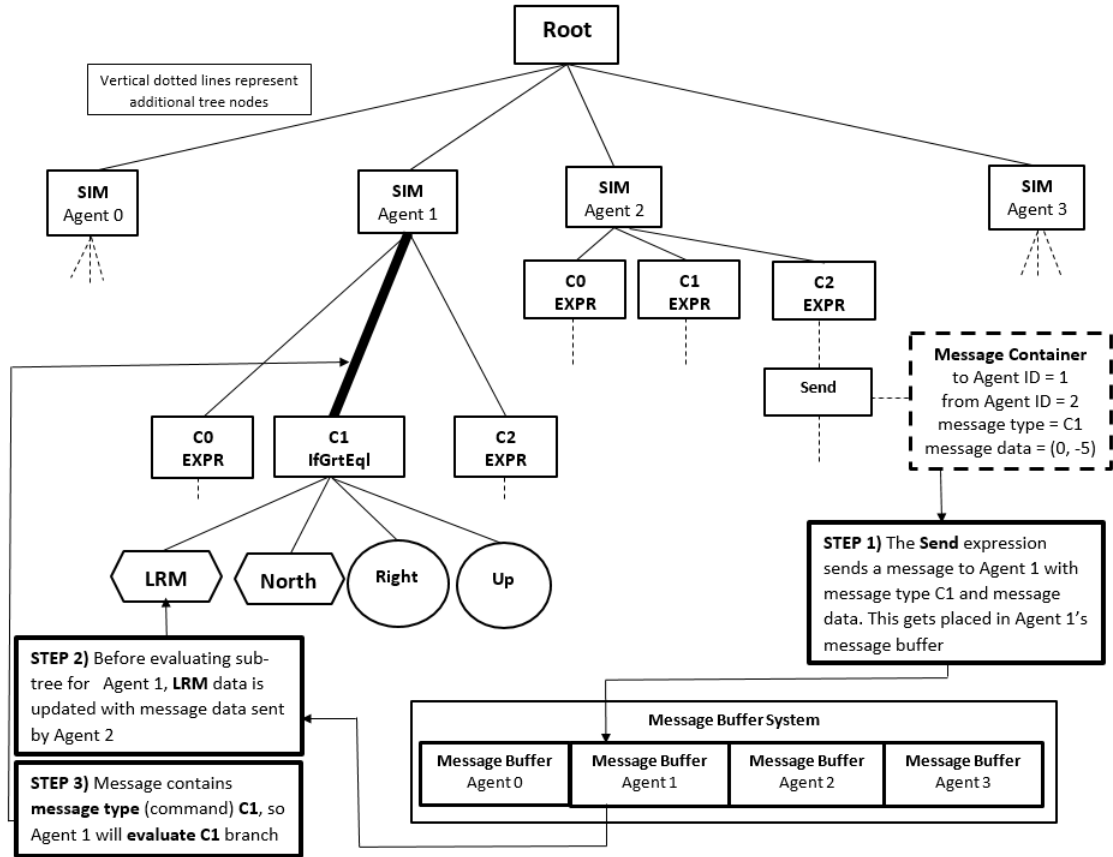 Root
Vertical dotted lines represent
additional tree nodes
SIM
Agent 0
SIM
Agent 1
SIM
Agent 2
SIM
Agent 3
C0
EXPR
C1
EXPR
C2
EXPR
Send
Message Container
to Agent ID = 1
from Agent ID = 2
message type = C1
message data = (0, -5)
C0
EXPR
C1
IfGrtEql
C2
EXPR
LRM
North
Right
Up
STEP 1) The Send expression
sends a message to Agent 1 with
message type C1 and message
data. This gets placed in Agent 1’s
message buffer
STEP 2) Before evaluating sub-
tree for Agent 1, LRM data is
updated with message data sent
by Agent 2
STEP 3) Message contains
message type (command) C1, so
Agent 1 will evaluate C1 branch
Message Buffer System
Message Buffer
Agent 0
Message Buffer
Agent 1
Message Buffer
Agent 2
Message Buffer
Agent 3